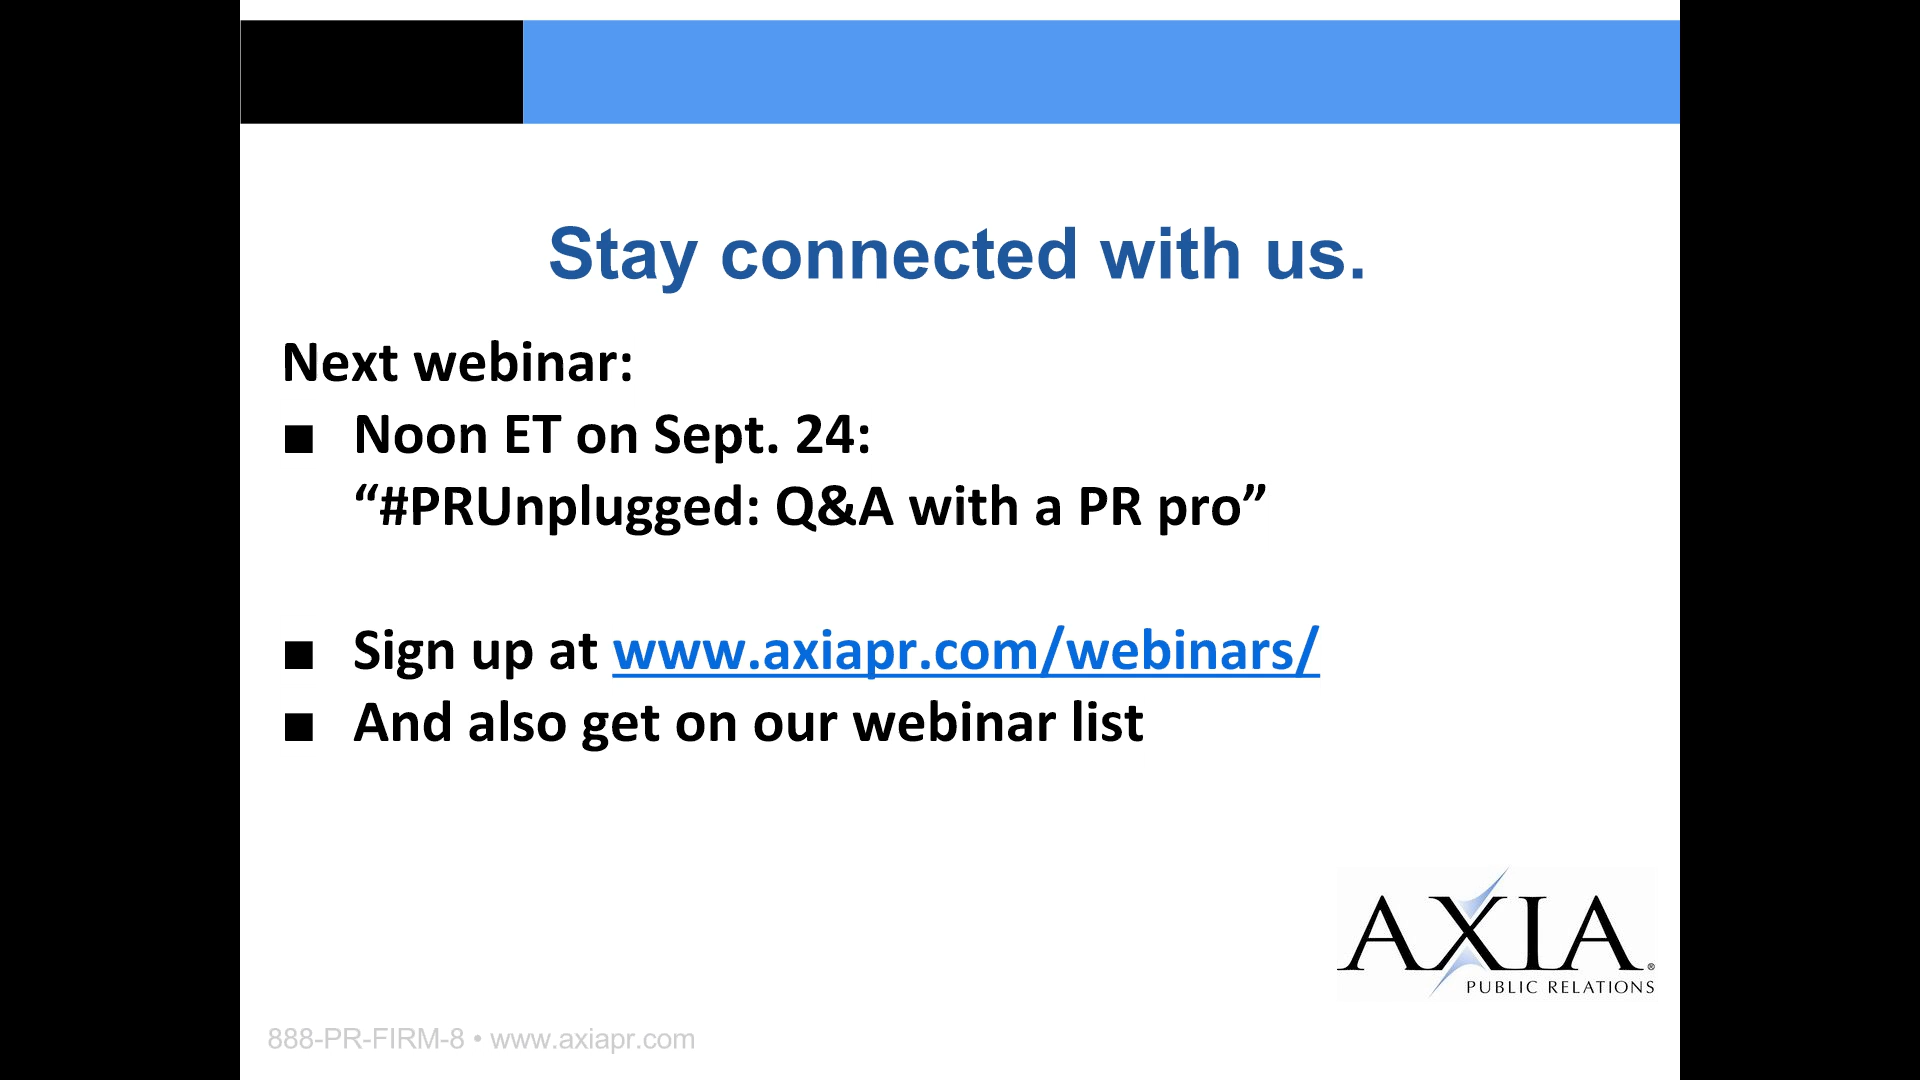 Stay connected with us.
Next webinar:
■ Noon ET on Sept. 24:
“#PRUnplugged: Q&A with a PR pro”
■ Sign up at www.axiapr.com/webinars/
■ And also get on our webinar list
AXIA®
PUBLIC RELATIONS
888-PR-FIRM-8 • www.axiapr.com